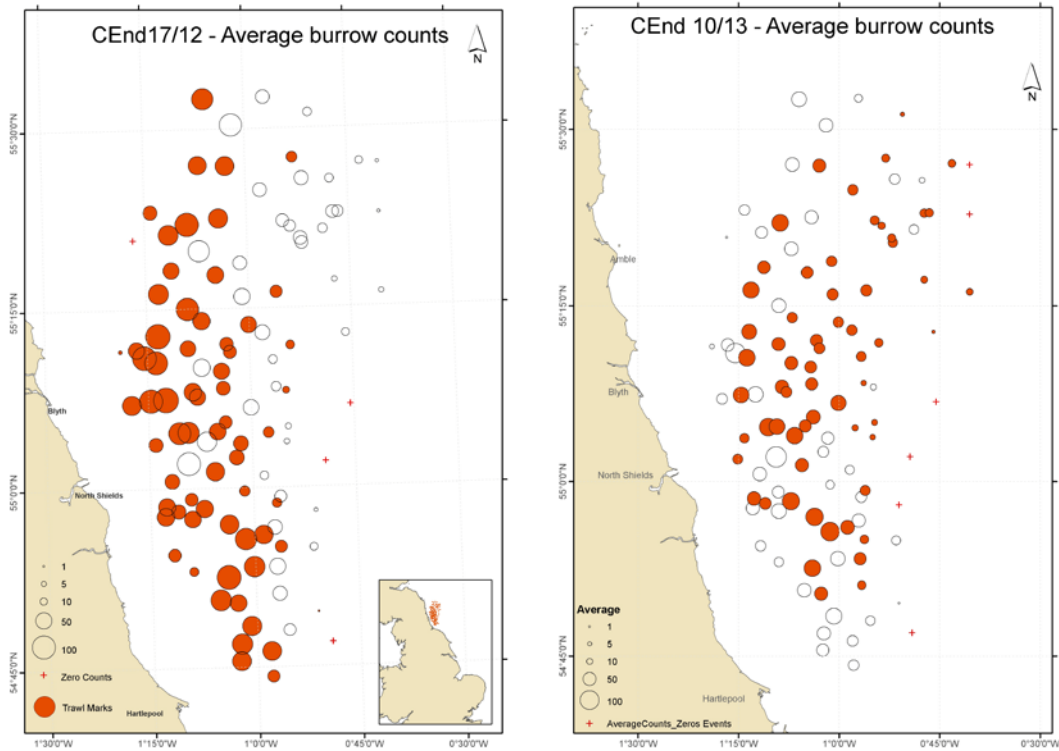 CEnd17/12 - Average burrow counts
N
55°30'0"N
55°15'0"N
55°0'0"N
54°45'0"N
Blyth
North Shields
Hartlepool
1
5
10
50
100
Zero Counts
Trawl Marks
1°30'0"W
1°15'0"W
1°0'0"W
0°45'0"W
0°30'0"W
CEnd 10/13 - Average burrow counts
N
55°30'0"N
55°15'0"N
55°0'0"N
54°45'0"N
Amble
Blyth
North Shields
Hartlepool
Average
1
5
10
50
100
AverageCounts_Zeros Events
1°30'0"W
1°15'0"W
1°0'0"W
0°45'0"W
0°30'0"W